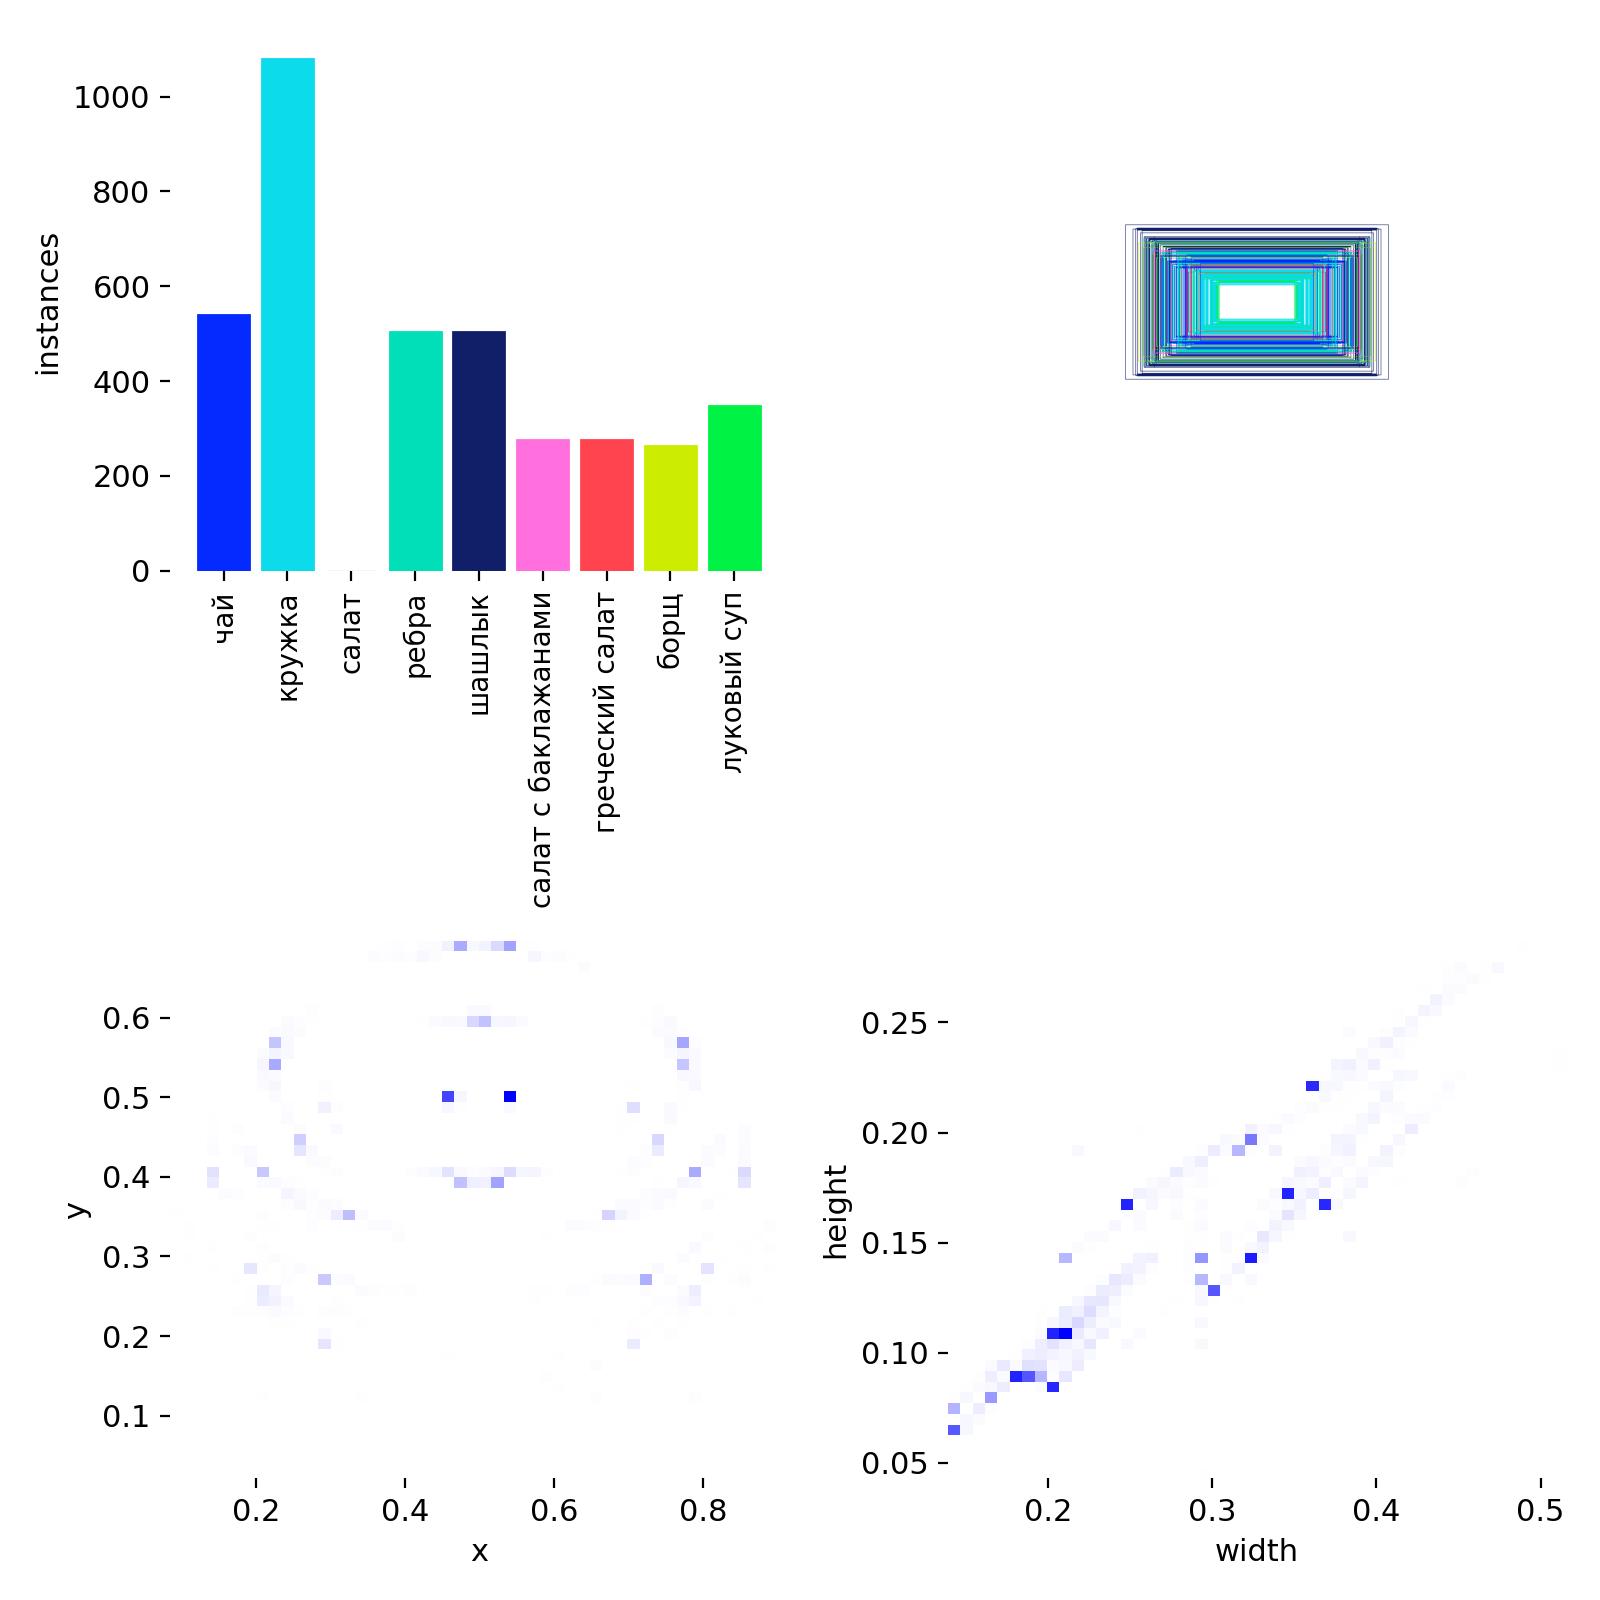 instances
1000
800
600
400
200
0
чай
кружка
салат
ребра
шашлык
салат с баклажанами
греческий салат
борщ
луковый суп
y
0.6
0.5
0.4
0.3
0.2
0.1
0.2
0.4
0.6
0.8
x
height
0.25
0.20
0.15
0.10
0.05
0.2
0.3
0.4
0.5
width